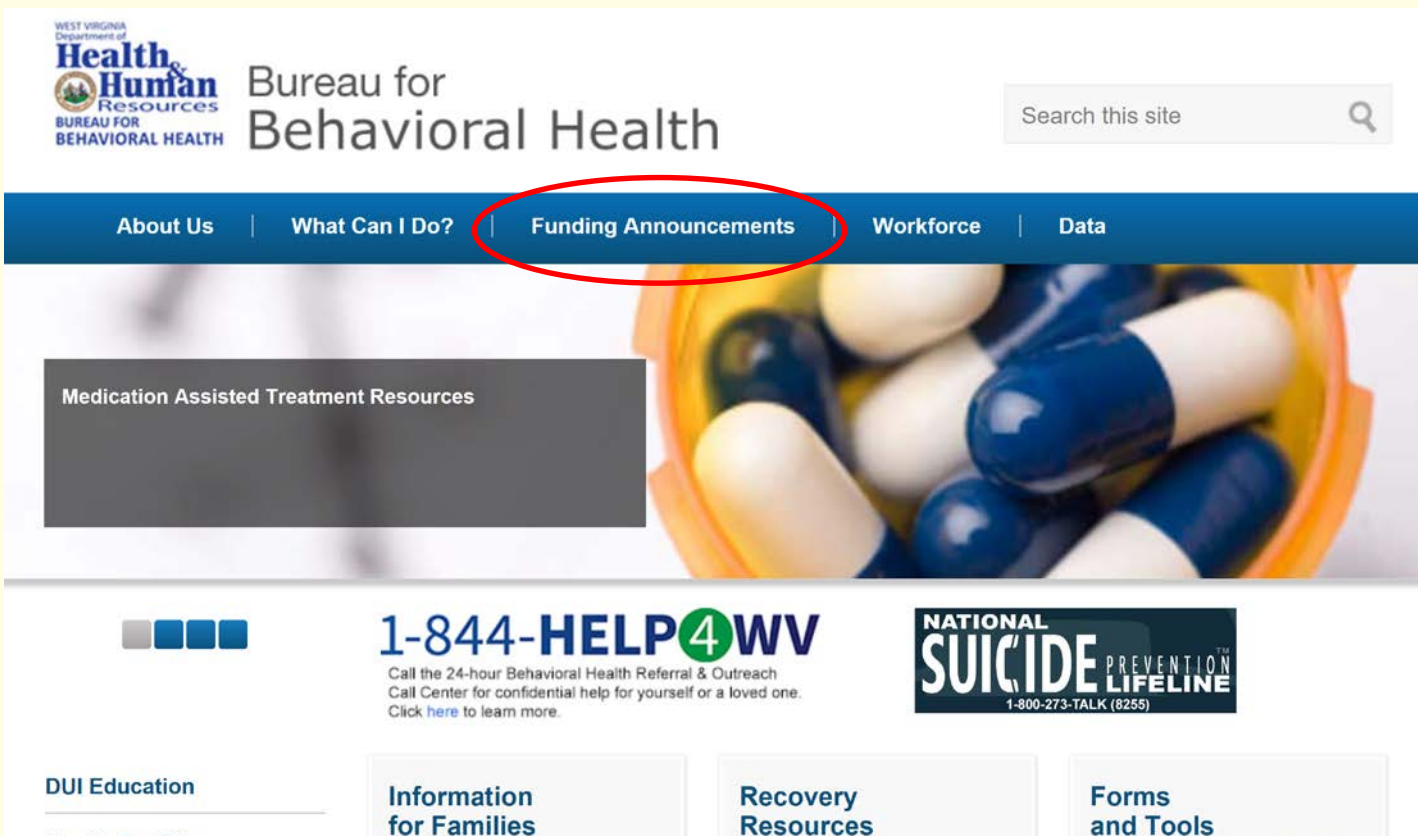 WEST VIRGINIA
Department of
Health &
Human
Resources
BUREAU FOR
BEHAVIORAL HEALTH
Bureau for
Behavioral Health
Search this site
About Us | What Can I Do? | Funding Announcements | Workforce | Data
Medication Assisted Treatment Resources
1-844-HELP4WV
Call the 24-hour Behavioral Health Referral & Outreach
Call Center for confidential help for yourself or a loved one.
Click here to learn more.
NATIONAL
SUICIDE PREVENTION
LIFELINE™
1-800-273-TALK (8255)
DUI Education
Information
for Families
Recovery
Resources
Forms
and Tools